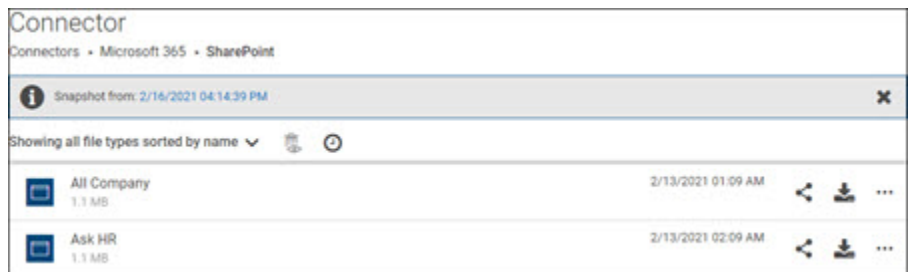 Connector
Connectors • Microsoft 365 • SharePoint
Snapshot from: 2/16/2021 04:14:39 PM
Showing all file types sorted by name
All Company 2/13/2021 01:09 AM
1.1 MB
Ask HR 2/13/2021 02:09 AM
1.1 MB